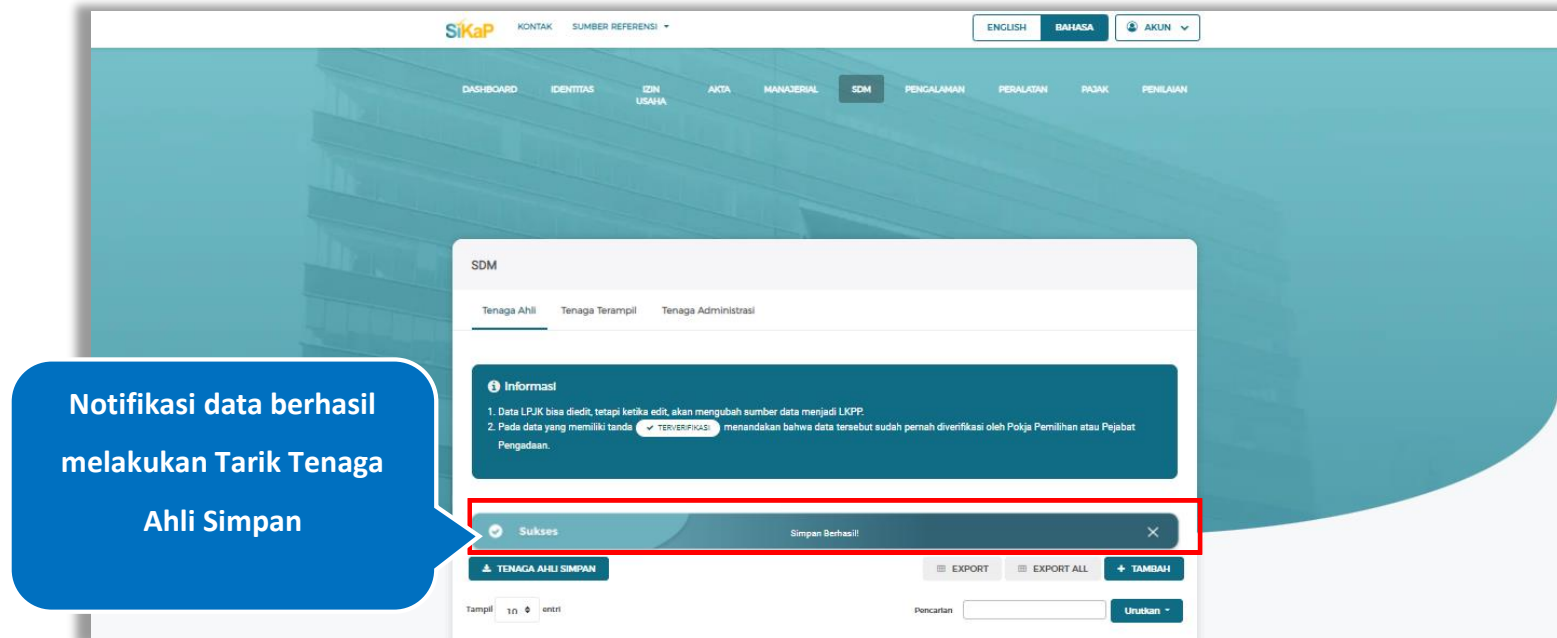 SiKaP KONTAK SUMBER REFERENSI ENGLISH BAHASA AKUN
DASHBOARD IDENTITAS IZIN USAHA AKTA MANAJERIAL SDM PENGALAMAN PERALATAN PAJAK PENILAIAN
SDM
Tenaga Ahli Tenaga Terampil Tenaga Administrasi
Informasi
1. Data LPJK bisa diedit, tetapi ketika edit, akan mengubah sumber data menjadi LKPP.
2. Pada data yang memiliki tanda TERVERIFIKASI menandakan bahwa data tersebut sudah pernah diverifikasi oleh Pokja Pemilihan atau Pejabat
Pengadaan.
Notifikasi data berhasil
melakukan Tarik Tenaga
Ahli Simpan
Sukses Simpan Berhasil!!
TENAGA AHLI SIMPAN EXPORT EXPORT ALL + TAMBAH
Tampil 10 entri Pencarian Urutkan